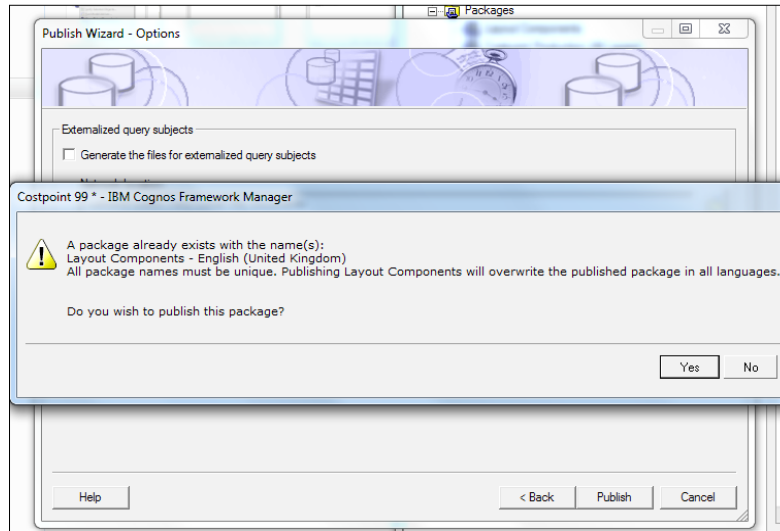 Packages
Publish Wizard - Options
Externalized query subjects
Generate the files for externalized query subjects
Costpoint 99 * - IBM Cognos Framework Manager
A package already exists with the name(s):
Layout Components - English (United Kingdom)
All package names must be unique. Publishing Layout Components will overwrite the published package in all languages.
Do you wish to publish this package?
Yes No
Help < Back Publish Cancel